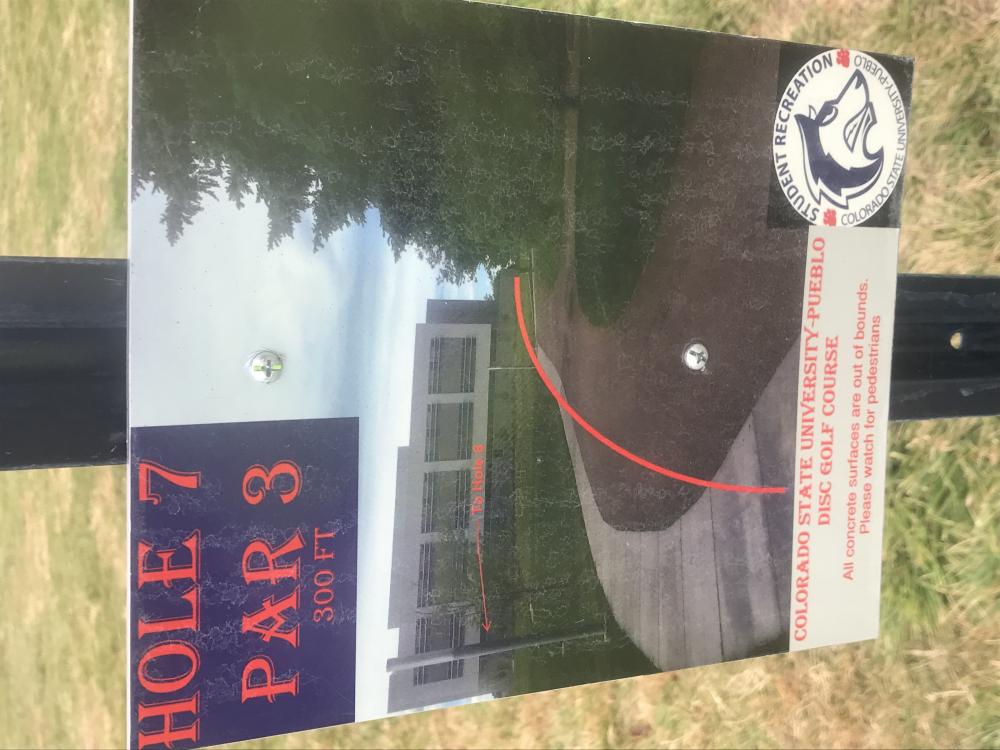 HOLE 7
PAR 3
300 FT
To Hole 8
STUDENT RECREATION
COLORADO STATE UNIVERSITY-PUEBLO
COLORADO STATE UNIVERSITY-PUEBLO
DISC GOLF COURSE
All concrete surfaces are out of bounds.
Please watch for pedestrians